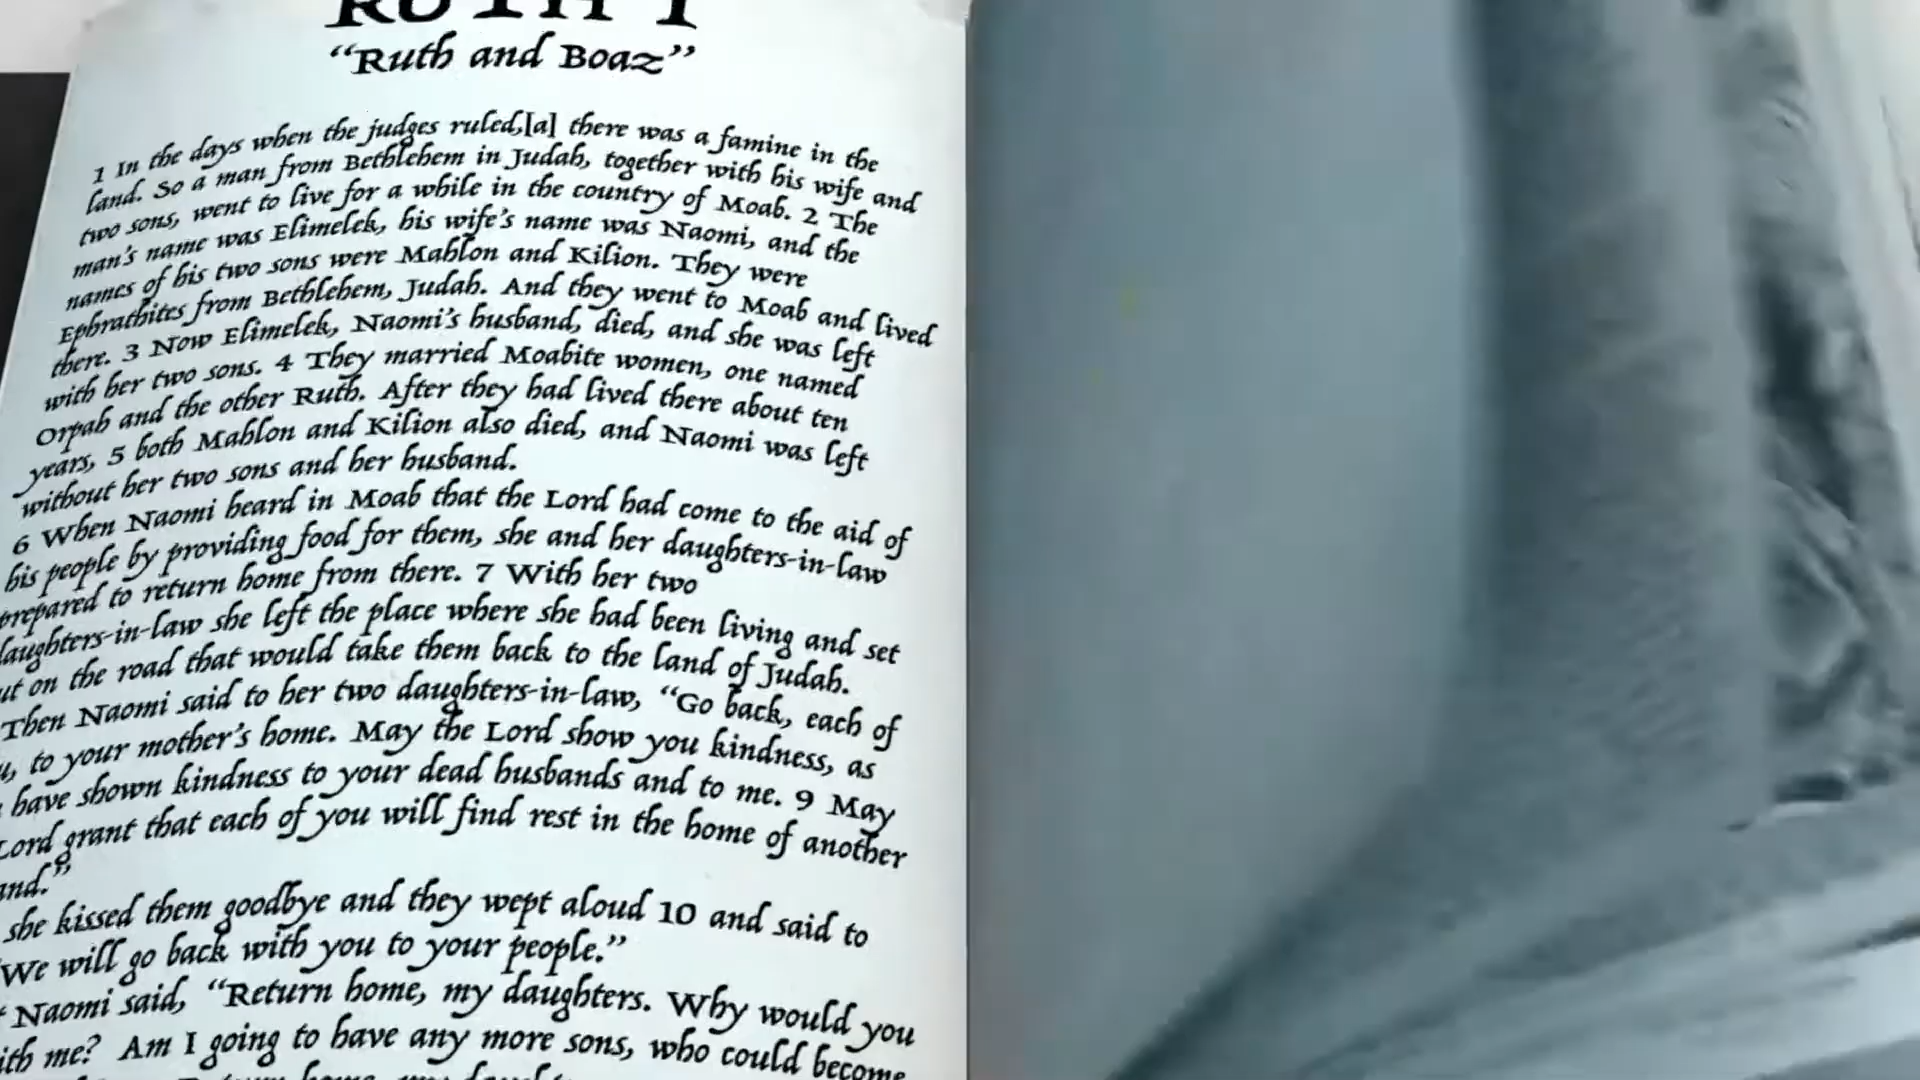 RUTH 1
“Ruth and Boaz”
1 In the days when the judges ruled,[a] there was a famine in the
land. So a man from Bethlehem in Judah, together with his wife and
two sons, went to live for a while in the country of Moab. 2 The
man’s name was Elimelek, his wife’s name was Naomi, and the
names of his two sons were Mahlon and Kilion. They were
Ephrathites from Bethlehem, Judah. And they went to Moab and lived
there. 3 Now Elimelek, Naomi’s husband, died, and she was left
with her two sons. 4 They married Moabite women, one named
Orpah and the other Ruth. After they had lived there about ten
years, 5 both Mahlon and Kilion also died, and Naomi was left
without her two sons and her husband.
6 When Naomi heard in Moab that the Lord had come to the aid of
his people by providing food for them, she and her daughters-in-law
prepared to return home from there. 7 With her two
daughters-in-law she left the place where she had been living and set
ut on the road that would take them back to the land of Judah.
Then Naomi said to her two daughters-in-law, “Go back, each of
u, to your mother’s home. May the Lord show you kindness, as
have shown kindness to your dead husbands and to me. 9 May
Lord grant that each of you will find rest in the home of another
and.”
she kissed them goodbye and they wept aloud 10 and said to
“We will go back with you to your people.”
Naomi said, “Return home, my daughters. Why would you
ith me? Am I going to have any more sons, who could become